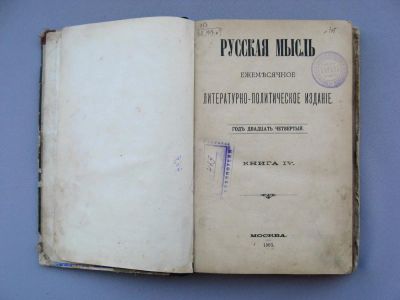 РУССКАЯ МЫСЛЬ
ЕЖЕМѢСЯЧНОЕ
ЛИТЕРАТУРНО-ПОЛИТИЧЕСКОЕ ИЗДАНІЕ.
ГОДЪ ДВАДЦАТЬ ЧЕТВЕРТЫЙ.
КНИГА IV.
МОСКВА.